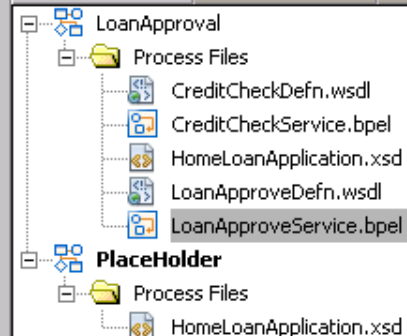 LoanApproval
Process Files
CreditCheckDefn.wsdl
CreditCheckService.bpel
HomeLoanApplication.xsd
LoanApproveDefn.wsdl
LoanApproveService.bpel
PlaceHolder
Process Files
HomeLoanApplication.xsd